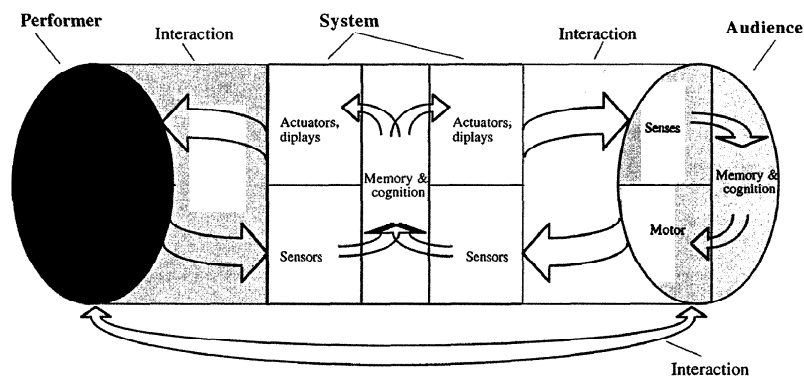 Performer
Interaction
System
Interaction
Audience
Actuators,
diplays
Actuators,
diplays
Senses
Memory &
cognition
Memory &
cognition
Sensors
Sensors
Motor
Interaction